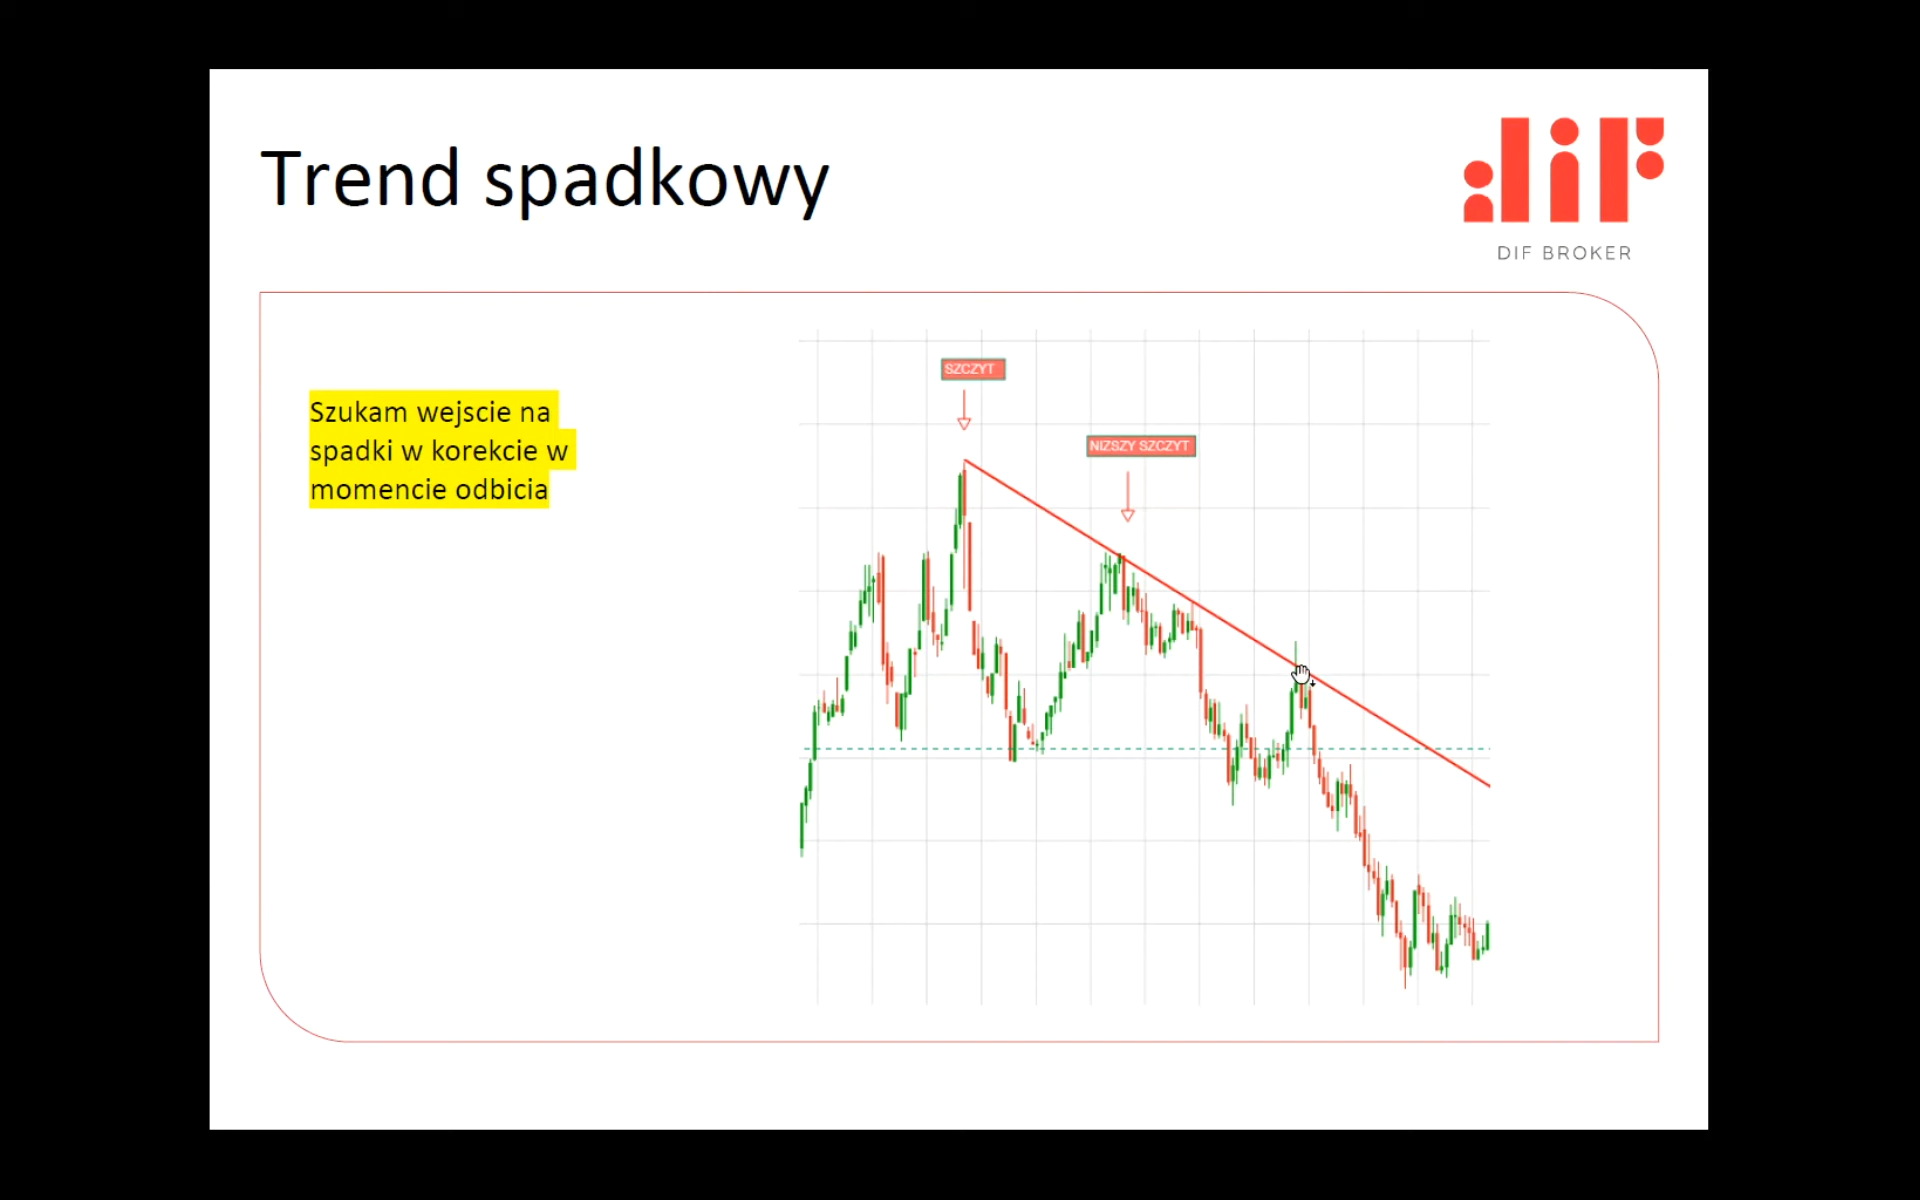 Trend spadkowy
dif
DIF BROKER
Szukam wejscie na
spadki w korekcie w
momencie odbicia
SZCZYT
NIZSZY SZCZYT